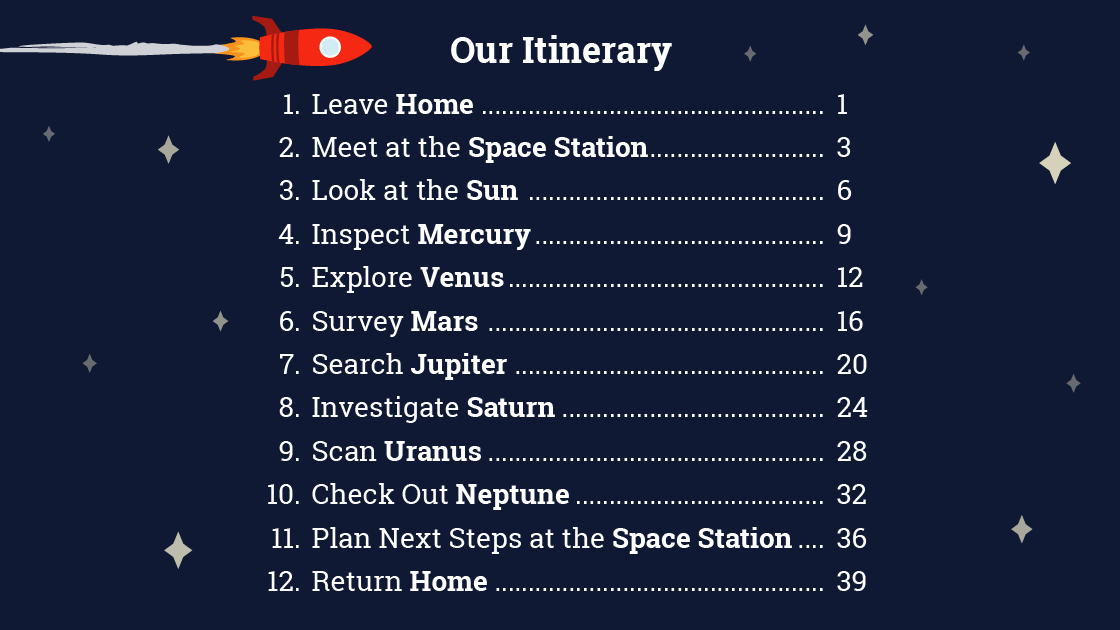 Our Itinerary
1. Leave Home .................................................. 1
2. Meet at the Space Station.......................... 3
3. Look at the Sun ............................................ 6
4. Inspect Mercury........................................... 9
5. Explore Venus............................................... 12
6. Survey Mars .................................................. 16
7. Search Jupiter .............................................. 20
8. Investigate Saturn ....................................... 24
9. Scan Uranus .................................................. 28
10. Check Out Neptune ..................................... 32
11. Plan Next Steps at the Space Station .... 36
12. Return Home ................................................. 39